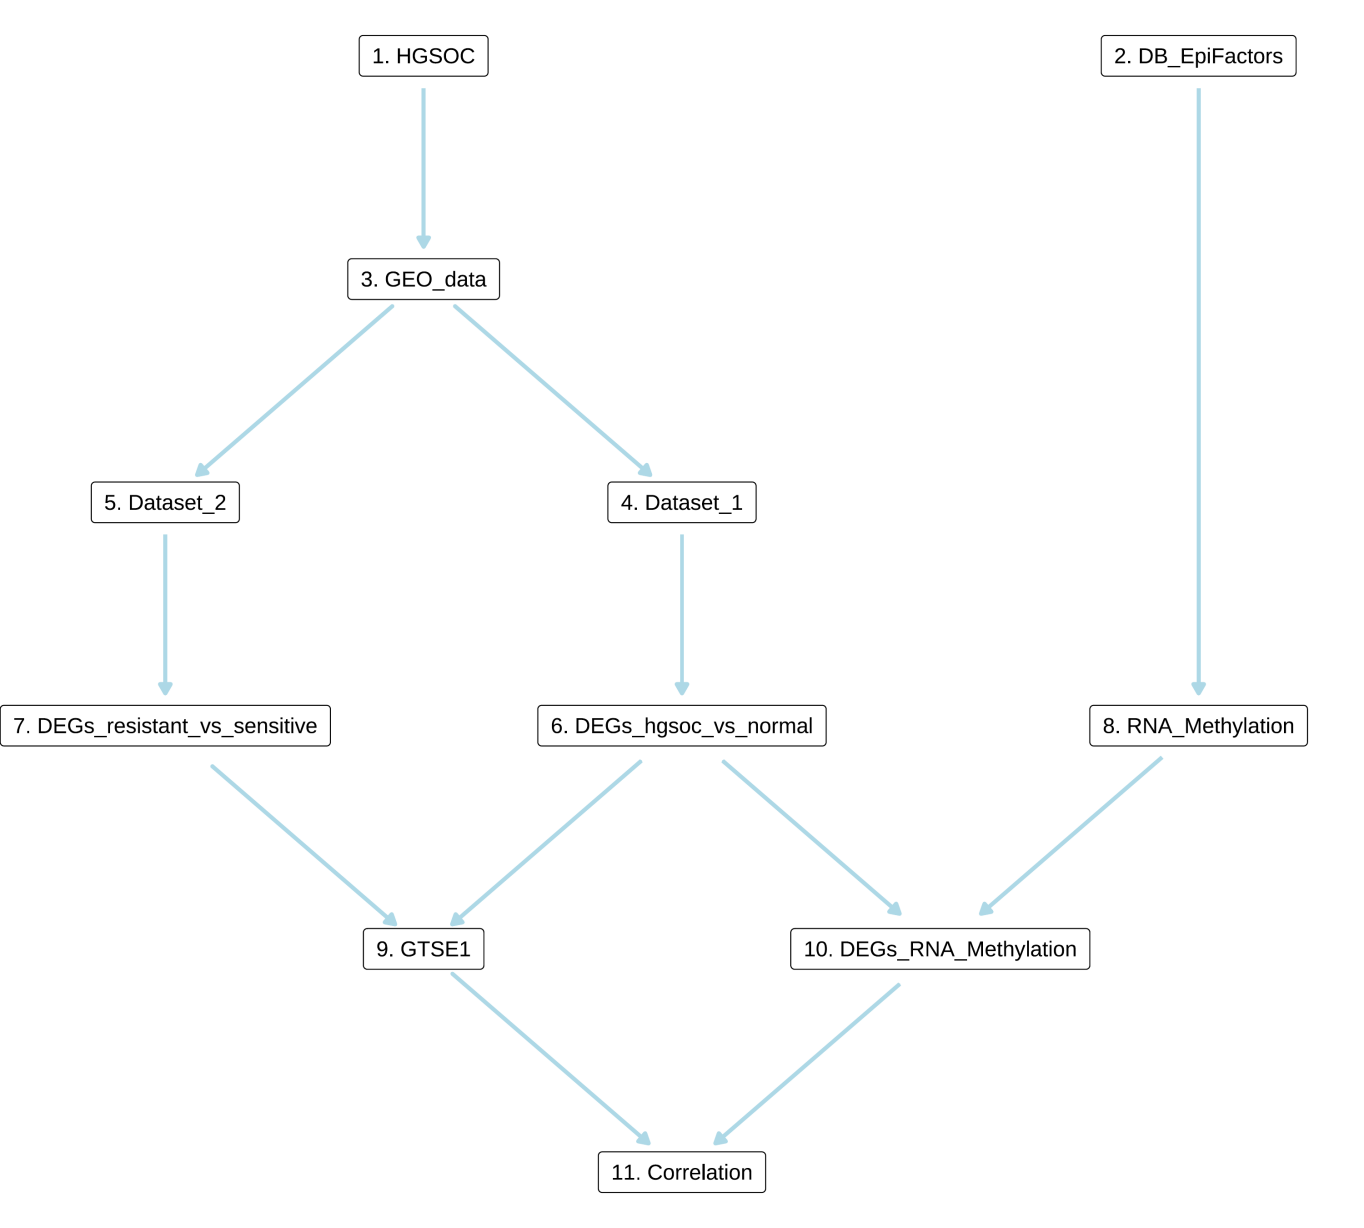 1. HGSOC
2. DB_EpiFactors
3. GEO_data
5. Dataset_2
4. Dataset_1
7. DEGs_resistant_vs_sensitive
6. DEGs_hgsoc_vs_normal
8. RNA_Methylation
9. GTSE1
10. DEGs_RNA_Methylation
11. Correlation